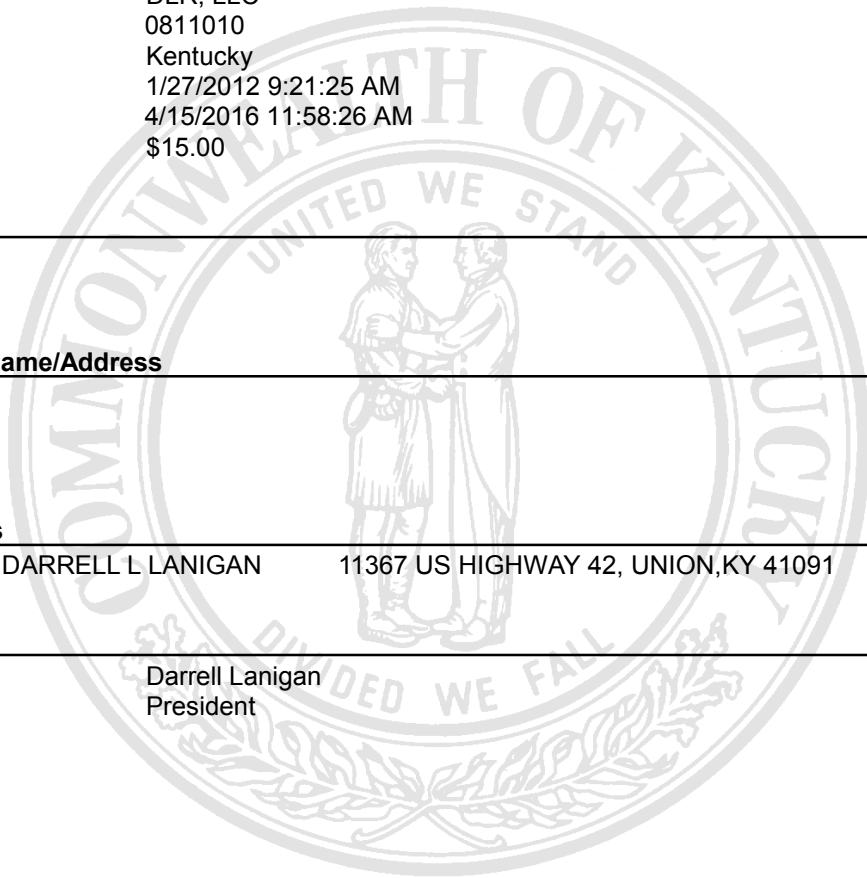 LLC
0811010
Kentucky
1/27/2012 9:21:25 AM
4/15/2016 11:58:26 AM
$15.00
COMMONWEALTH OF KENTUCKY
UNITED WE STAND
ame/Address
s
DARRELL L LANIGAN 11367 US HIGHWAY 42, UNION,KY 41091
Darrell Lanigan
President
DIVIDED WE FALL